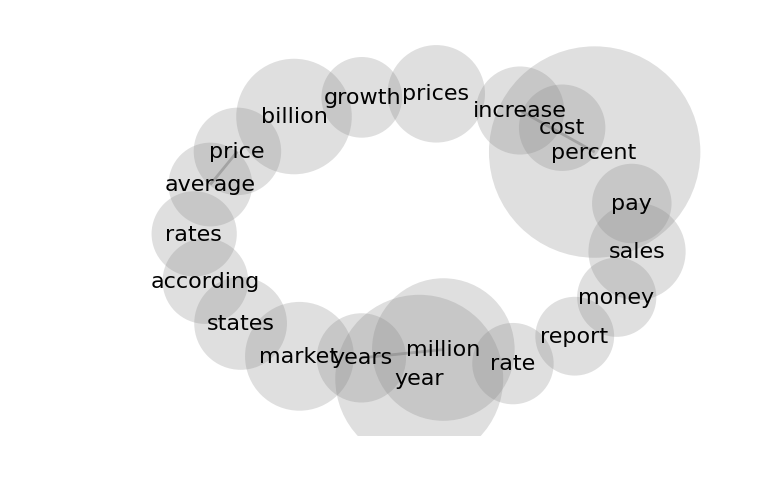 prices
growth
increase
billion
cost
price
percent
average
pay
rates
sales
according
money
states
report
million
market
years
rate
year